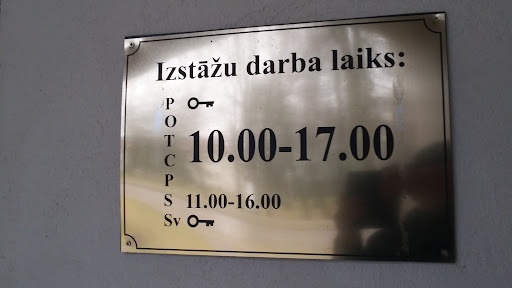 Izstāžu darba laiks:
P
O
T 10.00-17.00
C
P
S 11.00-16.00
Sv